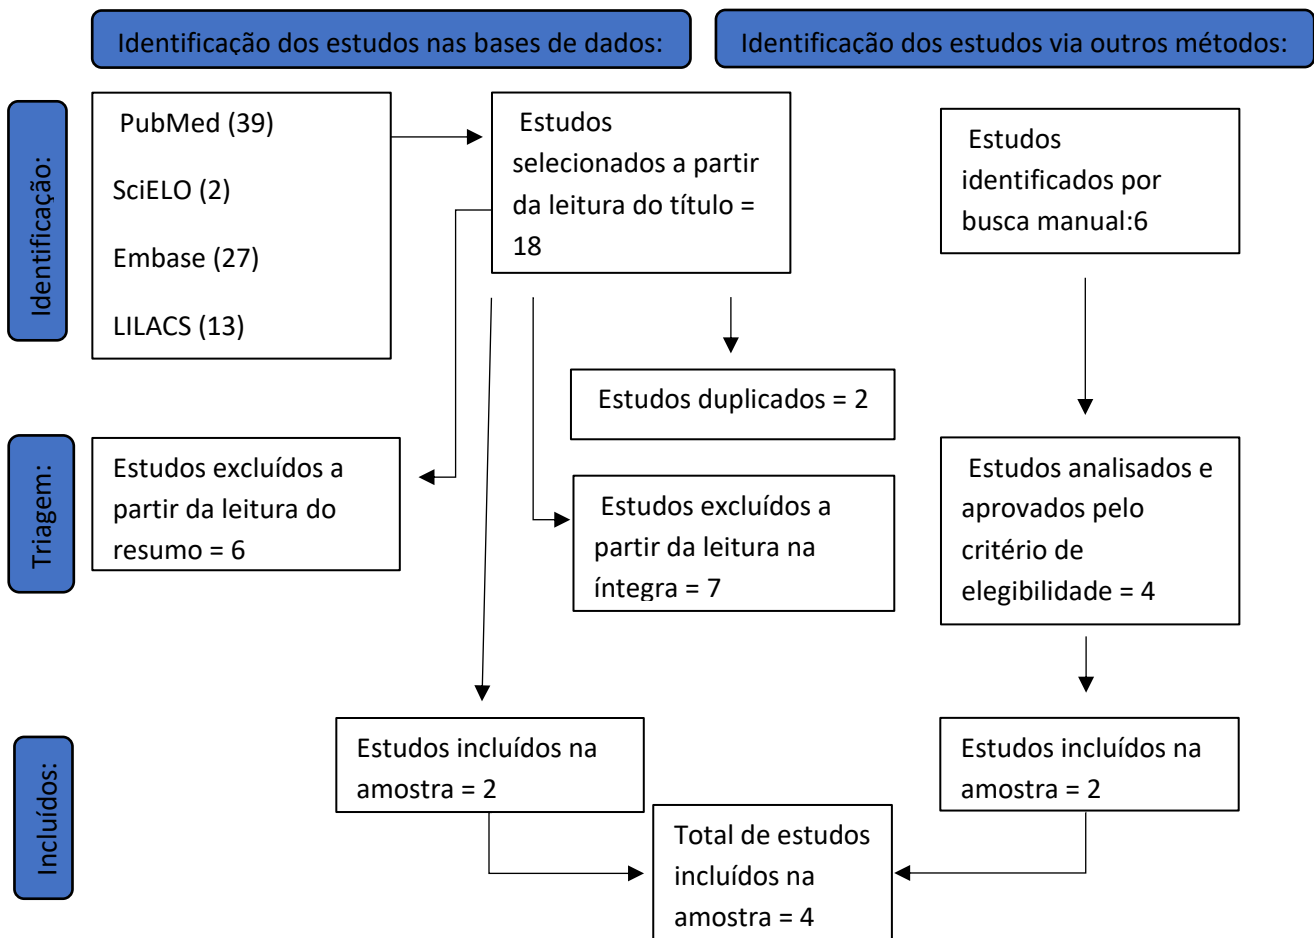 Identificação dos estudos nas bases de dados:
Identificação dos estudos via outros métodos:
Identificação:
PubMed (39)
SciELO (2)
Embase (27)
LILACS (13)
Estudos
selecionados a partir
da leitura do título =
18
Estudos
identificados por
busca manual:6
Estudos duplicados = 2
Triagem:
Estudos excluídos a
partir da leitura do
resumo = 6
Estudos excluídos a
partir da leitura na
íntegra = 7
Estudos analisados e
aprovados pelo
critério de
elegibilidade = 4
Incluídos:
Estudos incluídos na
amostra = 2
Estudos incluídos na
amostra = 2
Total de estudos
incluídos na
amostra = 4